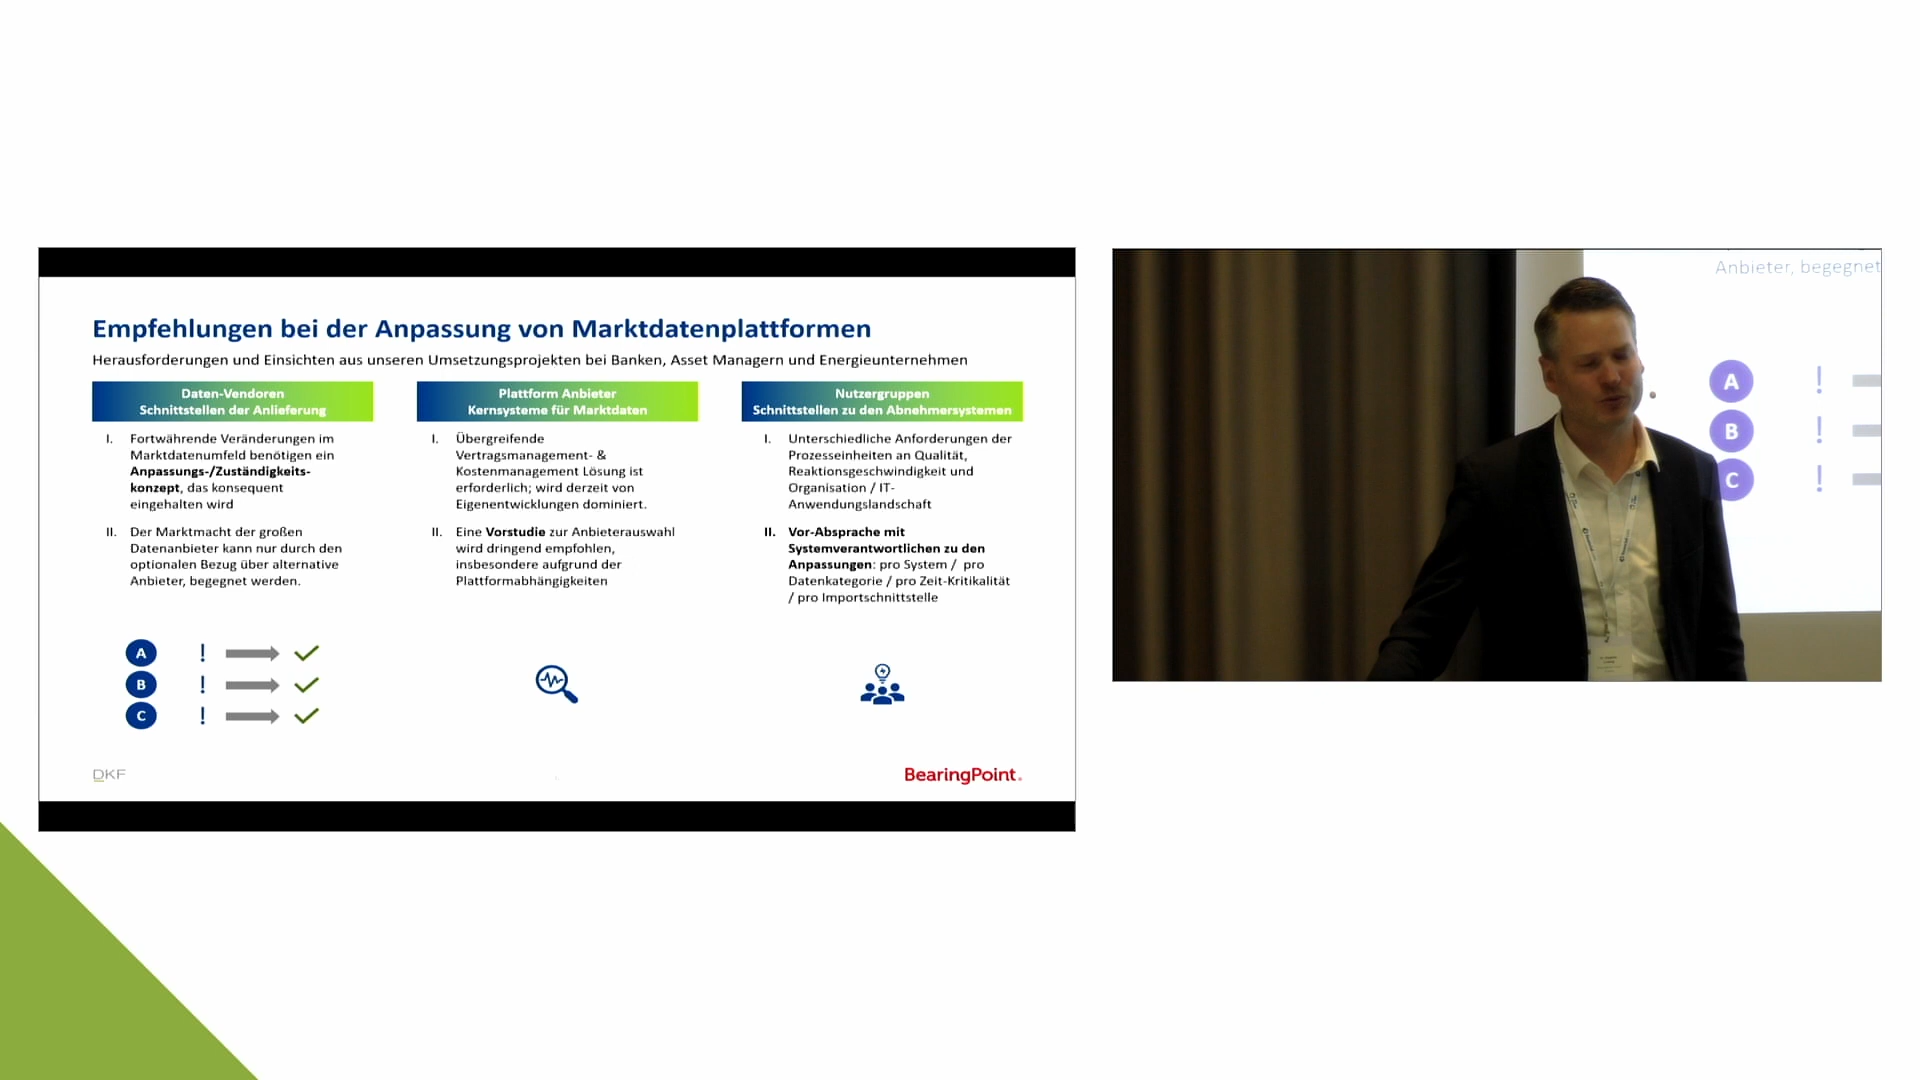 Empfehlungen bei der Anpassung von Marktdatenplattformen
Herausforderungen und Einsichten aus unseren Umsetzungsprojekten bei Banken, Asset Managern und Energieunternehmen
Daten-Vendoren
Schnittstellen der Anlieferung
I. Fortwährende Veränderungen im
Marktdatenumfeld benötigen ein
Anpassungs-/Zuständigkeits-
konzept, das konsequent
eingehalten wird
II. Der Marktmacht der großen
Datenanbieter kann nur durch den
optionalen Bezug über alternative
Anbieter, begegnet werden.
A !
B !
C !
Plattform Anbieter
Kernsysteme für Marktdaten
I. Übergreifende
Vertragsmanagement- &
Kostenmanagement Lösung ist
erforderlich; wird derzeit von
Eigenentwicklungen dominiert.
II. Eine Vorstudie zur Anbieterauswahl
wird dringend empfohlen,
insbesondere aufgrund der
Plattformabhängigkeiten
Nutzergruppen
Schnittstellen zu den Abnehmersystemen
I. Unterschiedliche Anforderungen der
Prozesseinheiten an Qualität,
Reaktionsgeschwindigkeit und
Organisation / IT-
Anwendungslandschaft
II. Vor-Absprache mit
Systemverantwortlichen zu den
Anpassungen: pro System / pro
Datenkategorie / pro Zeit-Kritikalität
/ pro Importschnittstelle
DKF
BearingPoint.
Anbieter, begegnet
A !
B !
C !